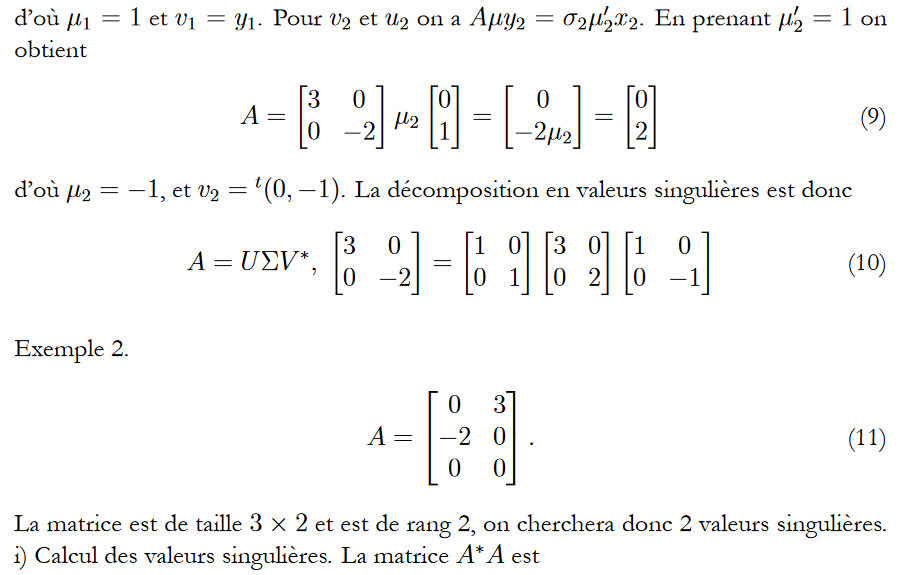 d'où μ₁ = 1 et v₁ = y₁. Pour v₂ et u₂ on a Aμy₂ = σ₂μ′₂x₂. En prenant μ′₂ = 1 on
obtient
A = [3 0; 0 −2] μ₂ [0; 1] = [0; −2μ₂] = [0; 2] (9)
d'où μ₂ = −1, et v₂ = ᵗ(0, −1). La décomposition en valeurs singulières est donc
A = UΣV*, [3 0; 0 −2] = [1 0; 0 1] [3 0; 0 2] [1 0; 0 −1] (10)
Exemple 2.
A = [0 3; −2 0; 0 0]. (11)
La matrice est de taille 3 × 2 et est de rang 2, on cherchera donc 2 valeurs singulières.
i) Calcul des valeurs singulières. La matrice A*A est